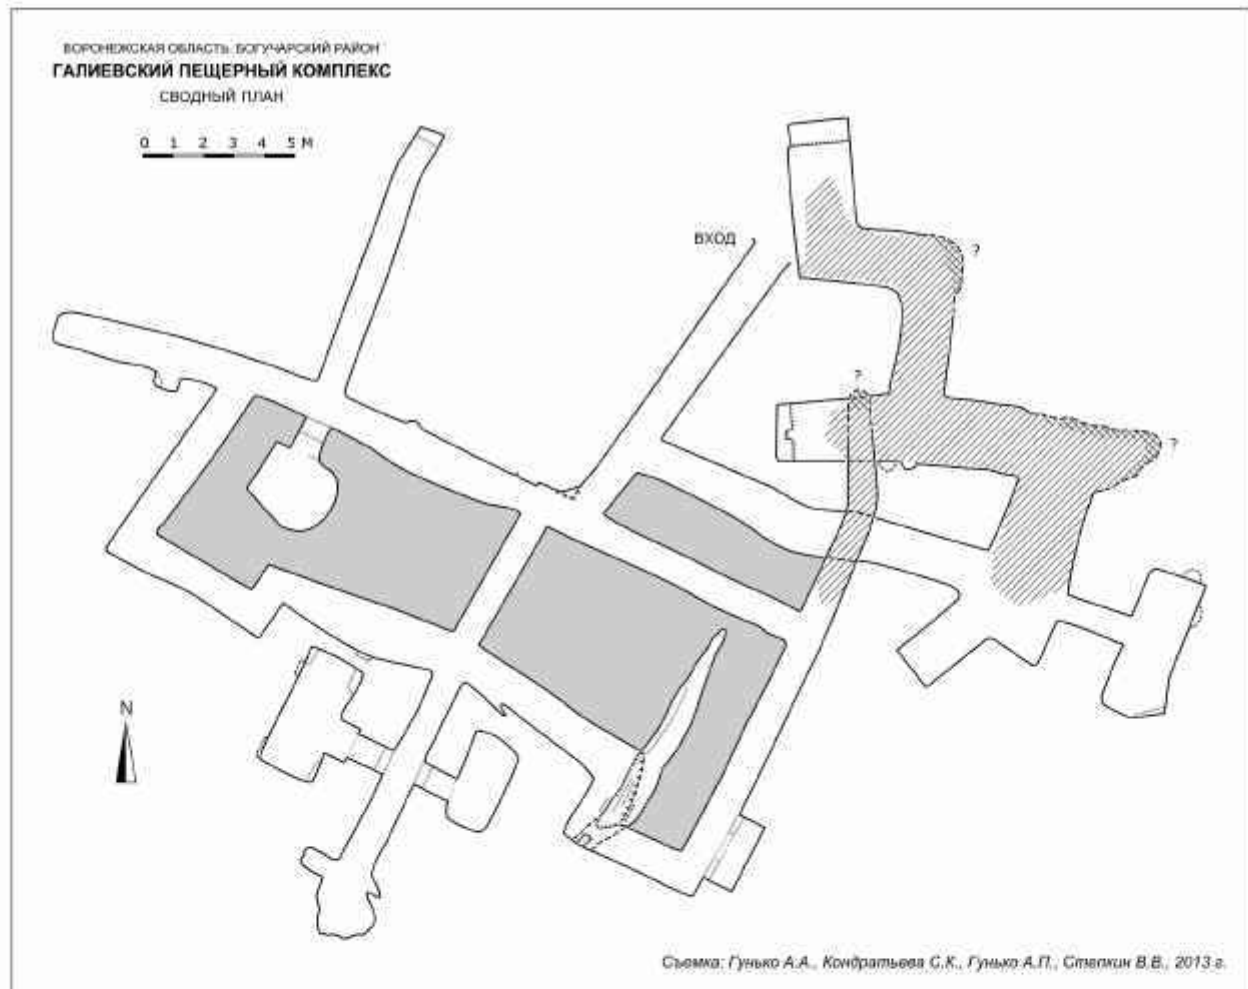 ВОРОНЕЖСКАЯ ОБЛАСТЬ. БОГУЧАРСКИЙ РАЙОН
ГАЛИЕВСКИЙ ПЕЩЕРНЫЙ КОМПЛЕКС
СВОДНЫЙ ПЛАН
0 1 2 3 4 5 М
ВХОД
?
?
?
N
Съемка: Гунько А.А., Кондратьева С.К., Гунько А.П., Степкин В.В., 2013 г.